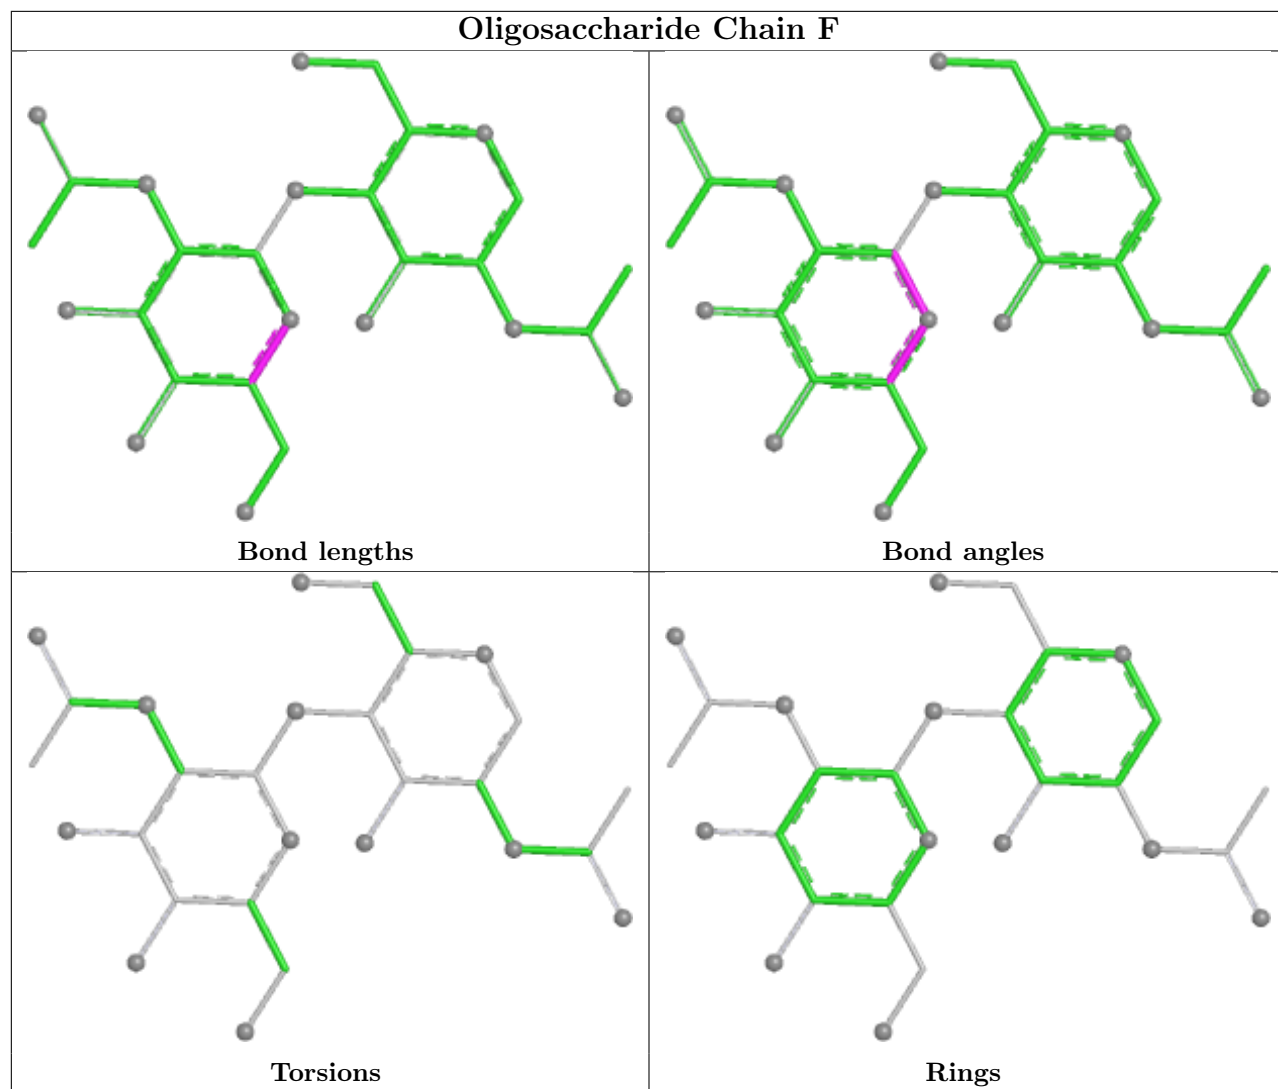 Oligosaccharide Chain F
Bond lengths
Bond angles
Torsions
Rings